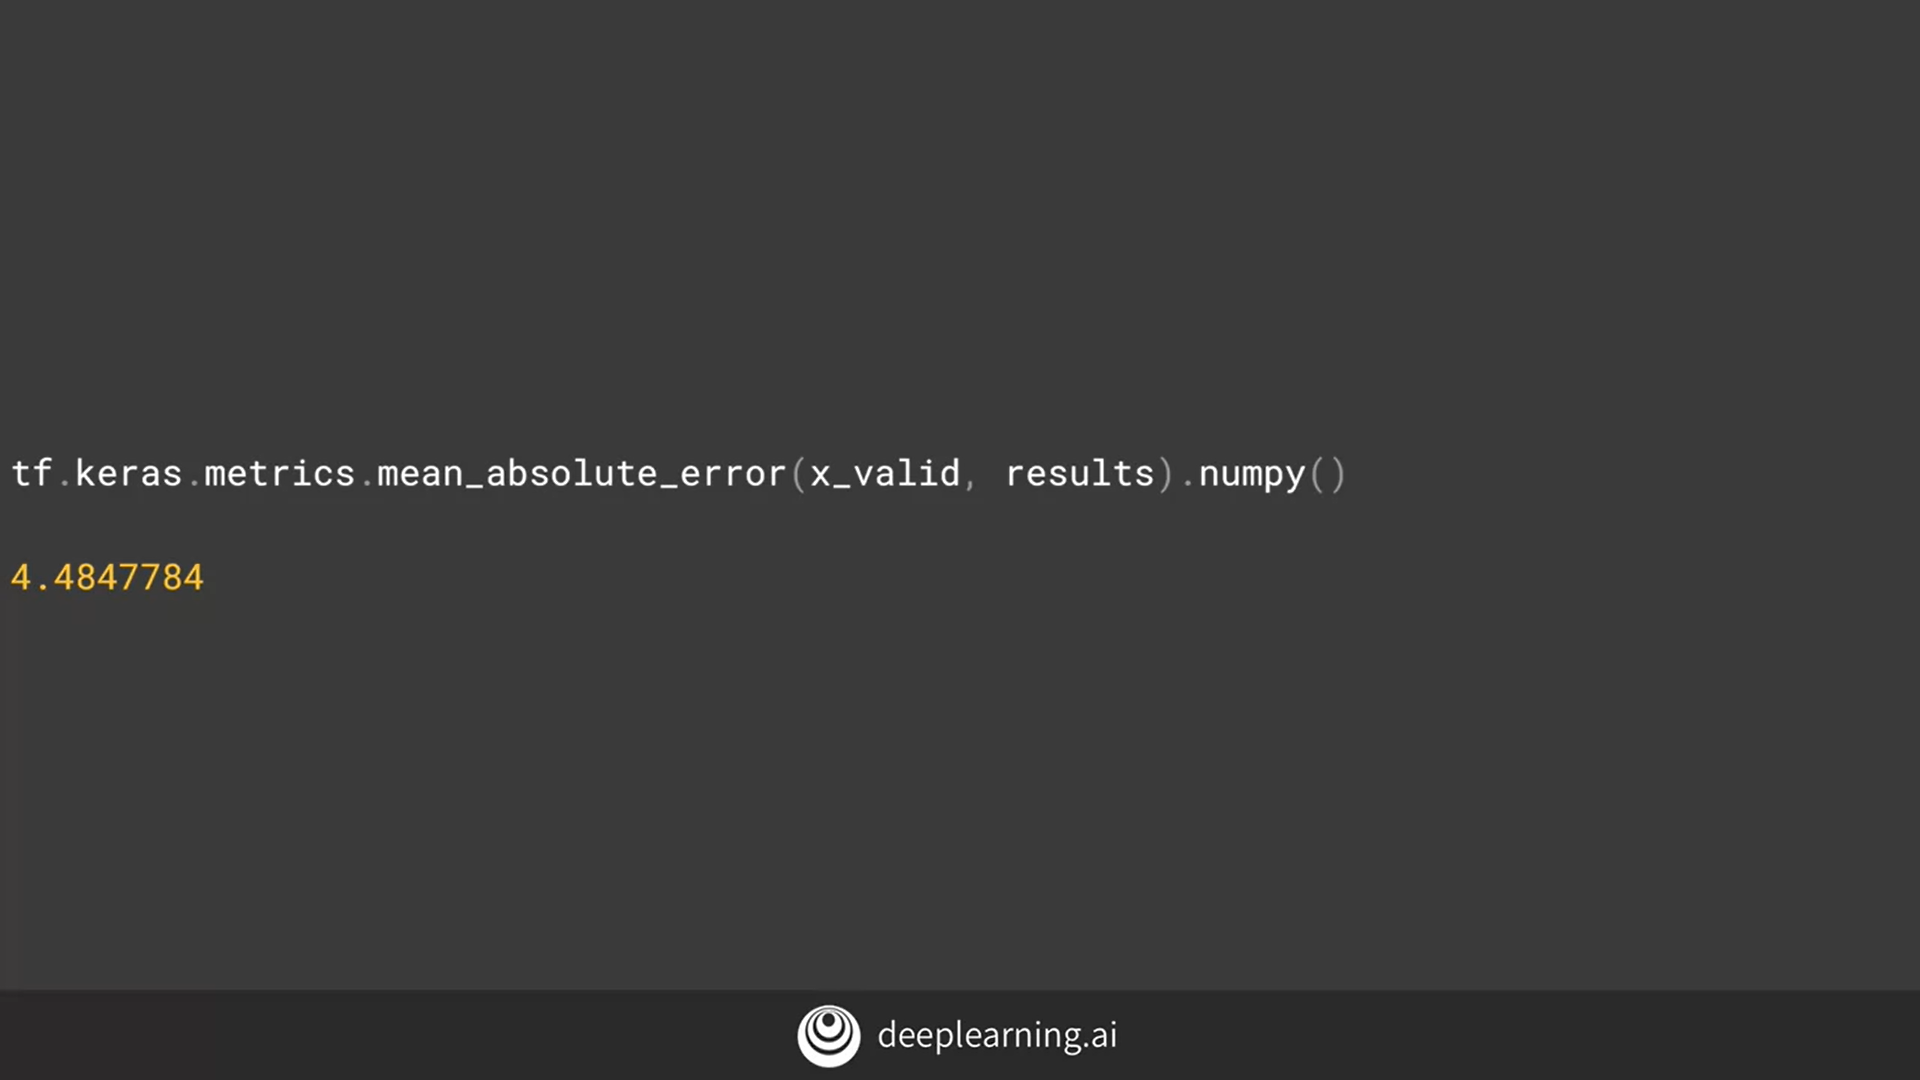 tf.keras.metrics.mean_absolute_error(x_valid, results).numpy()
4.4847784
deeplearning.ai